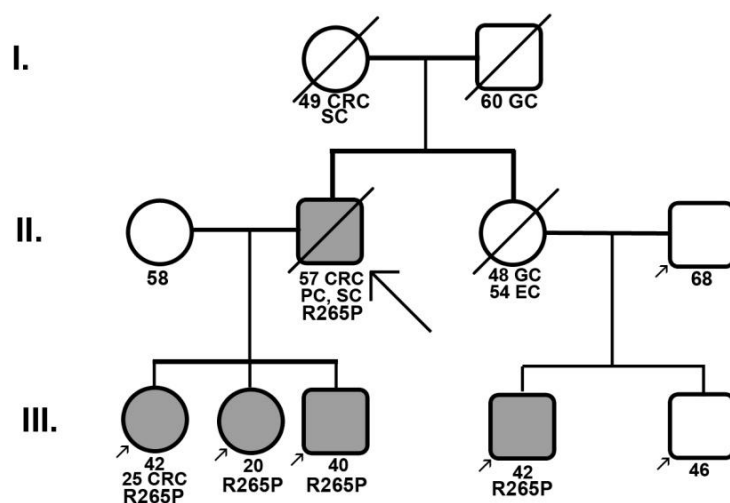 I.
49 CRC
SC
60 GC
II.
58
57 CRC
PC, SC
R265P
48 GC
54 EC
68
III.
42
25 CRC
R265P
20
R265P
40
R265P
42
R265P
46